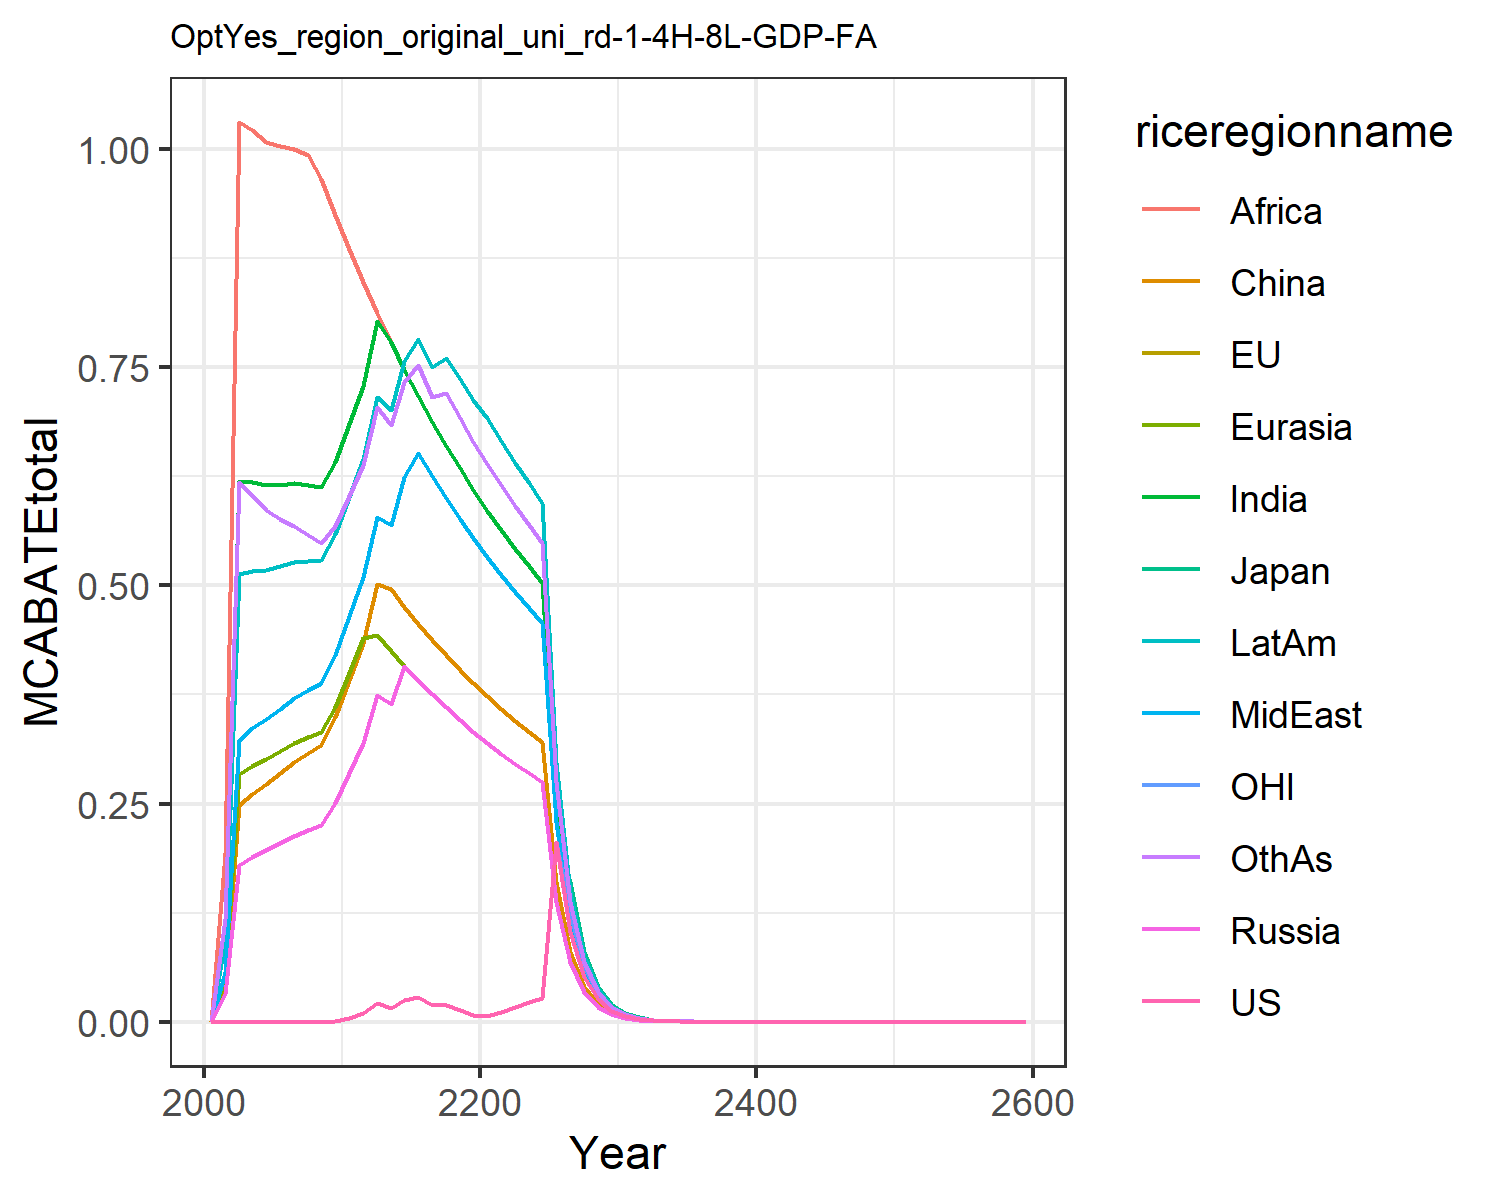 OptYes_region_original_uni_rd-1-4H-8L-GDP-FA
MCABATEtotal
1.00
0.75
0.50
0.25
0.00
2000 2200 2400 2600
Year
riceregionname
Africa
China
EU
Eurasia
India
Japan
LatAm
MidEast
OHI
OthAs
Russia
US